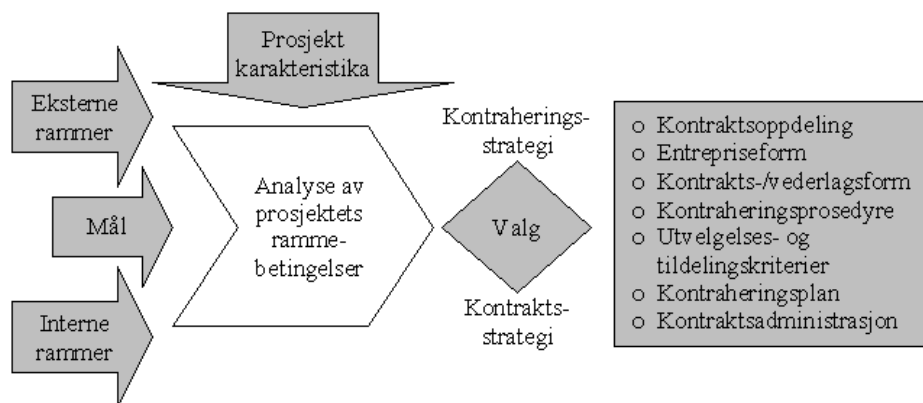 Prosjekt
karakteristika
Eksterne
rammer
Mål
Interne
rammer
Analyse av
prosjektets
ramme-
betingelser
Kontraherings-
strategi
Valg
Kontrakts-
strategi
o Kontraktsoppdeling
o Entrepriseform
o Kontrakts-/vederlagsform
o Kontraheringsprosedyre
o Utvelgelses- og
tildelingskriterier
o Kontraheringsplan
o Kontraktsadministrasjon